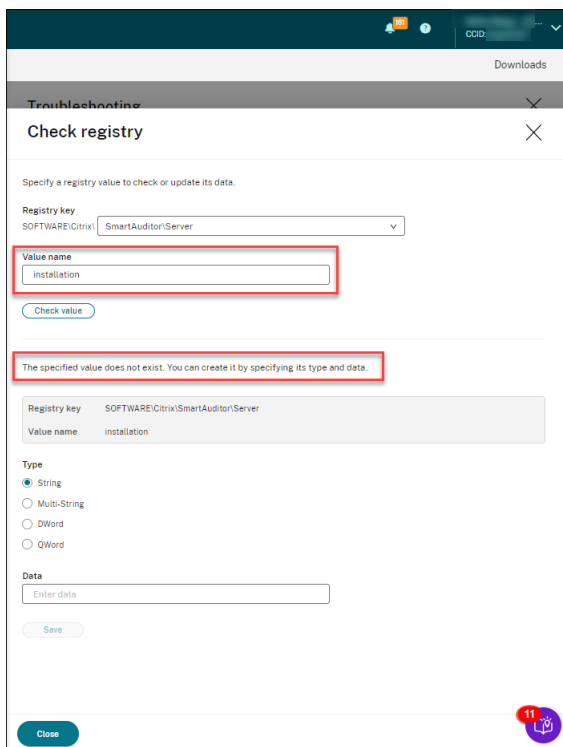 161
?
CCID:
Downloads
Troubleshooting
Check registry
Specify a registry value to check or update its data.
Registry key
SOFTWARE\Citrix\ SmartAuditor\Server
Value name
installation
Check value
The specified value does not exist. You can create it by specifying its type and data.
Registry key SOFTWARE\Citrix\SmartAuditor\Server
Value name installation
Type
String
Multi-String
DWord
QWord
Data
Enter data
Save
11
Close